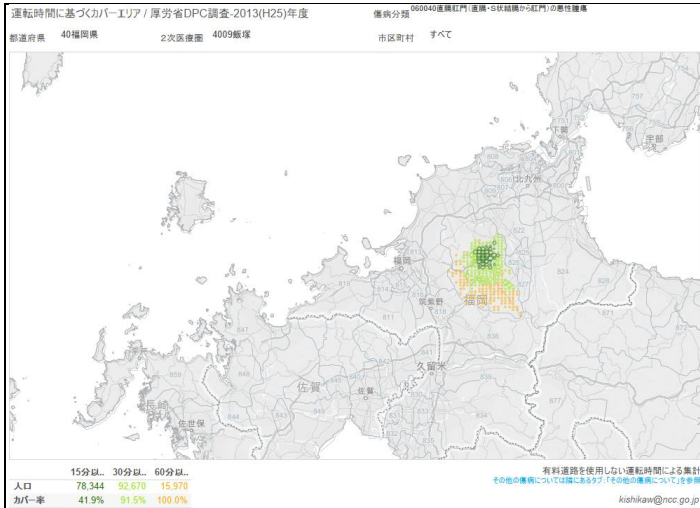 運転時間に基づくカバーエリア / 厚労省DPC調査-2013(H25)年度
傷病分類 060040直腸肛門(直腸・S状結腸から肛門)の悪性腫瘍
都道府県 40福岡県 2次医療圏 4009飯塚 市区町村 すべて
下関
宇部
北九州
福岡
筑紫野
福岡
久留米
佐賀
佐賀
長崎
佐世保
15分以.. 30分以.. 60分以..
人口 78,344 92,670 15,970
カバー率 41.9% 91.5% 100.0%
有料道路を使用しない運転時間による集計
その他の傷病については隣にあるタブ:「その他の傷病について」を参照
kishikaw@ncc.go.jp